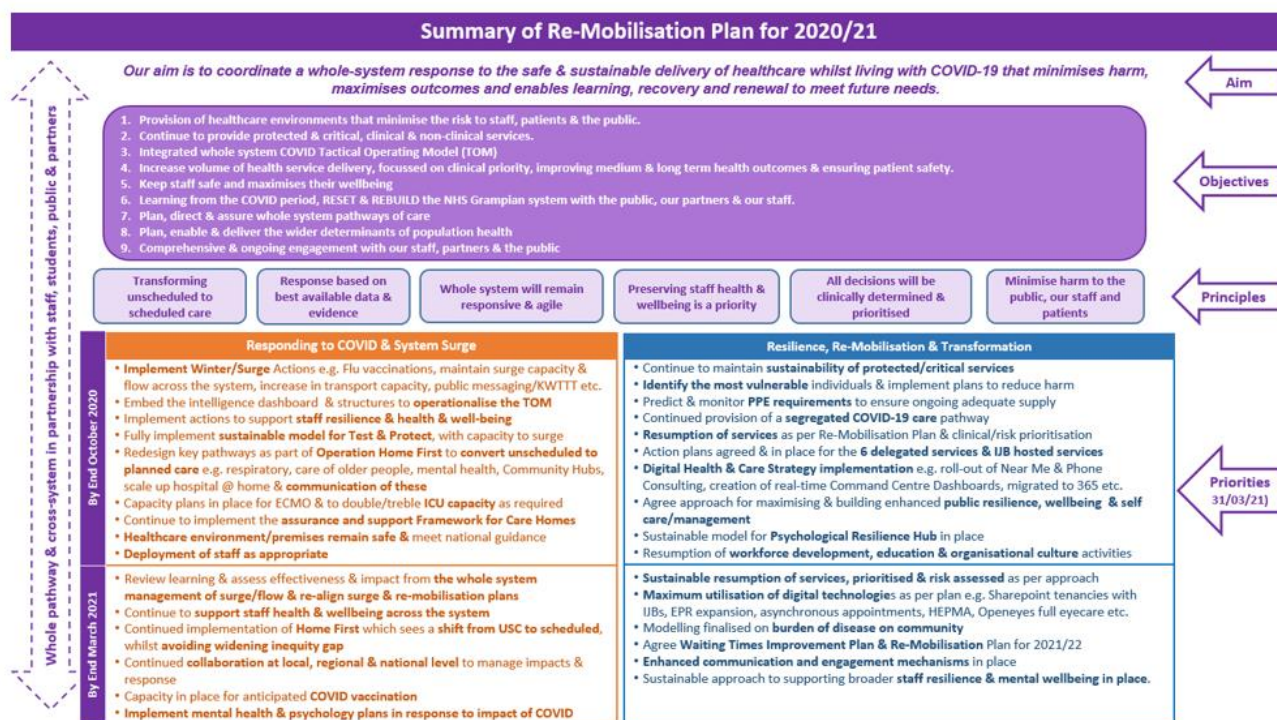 Summary of Re-Mobilisation Plan for 2020/21
Our aim is to coordinate a whole-system response to the safe & sustainable delivery of healthcare whilst living with COVID-19 that minimises harm,
maximises outcomes and enables learning, recovery and renewal to meet future needs.
Aim
1. Provision of healthcare environments that minimise the risk to staff, patients & the public.
2. Continue to provide protected & critical, clinical & non-clinical services.
3. Integrated whole system COVID Tactical Operating Model (TOM)
4. Increase volume of health service delivery, focussed on clinical priority, improving medium & long term health outcomes & ensuring patient safety.
5. Keep staff safe and maximises their wellbeing
6. Learning from the COVID period, RESET & REBUILD the NHS Grampian system with the public, our partners & our staff.
7. Plan, direct & assure whole system pathways of care
8. Plan, enable & deliver the wider determinants of population health
9. Comprehensive & ongoing engagement with our staff, partners & the public
Objectives
Transforming
unscheduled to
scheduled care
Response based on
best available data &
evidence
Whole system will remain
responsive & agile
Preserving staff health &
wellbeing is a priority
All decisions will be
clinically determined &
prioritised
Minimise harm to the
public, our staff and
patients
Principles
Whole pathway & cross-system in partnership with staff, students, public & partners
By End October 2020
Responding to COVID & System Surge
• Implement Winter/Surge Actions e.g. Flu vaccinations, maintain surge capacity &
flow across the system, increase in transport capacity, public messaging/KWTTT etc.
• Embed the intelligence dashboard & structures to operationalise the TOM
• Implement actions to support staff resilience & health & well-being
• Fully implement sustainable model for Test & Protect, with capacity to surge
• Redesign key pathways as part of Operation Home First to convert unscheduled to
planned care e.g. respiratory, care of older people, mental health, Community Hubs,
scale up hospital @ home & communication of these
• Capacity plans in place for ECMO & to double/treble ICU capacity as required
• Continue to implement the assurance and support Framework for Care Homes
• Healthcare environment/premises remain safe & meet national guidance
• Deployment of staff as appropriate
Resilience, Re-Mobilisation & Transformation
• Continue to maintain sustainability of protected/critical services
• Identify the most vulnerable individuals & implement plans to reduce harm
• Predict & monitor PPE requirements to ensure ongoing adequate supply
• Continued provision of a segregated COVID-19 care pathway
• Resumption of services as per Re-Mobilisation Plan & clinical/risk prioritisation
• Action plans agreed & in place for the 6 delegated services & IJB hosted services
• Digital Health & Care Strategy implementation e.g. roll-out of Near Me & Phone
Consulting, creation of real-time Command Centre Dashboards, migrated to 365 etc.
• Agree approach for maximising & building enhanced public resilience, wellbeing & self
care/management
• Sustainable model for Psychological Resilience Hub in place
• Resumption of workforce development, education & organisational culture activities
Priorities
31/03/21)
By End March 2021
• Review learning & assess effectiveness & impact from the whole system
management of surge/flow & re-align surge & re-mobilisation plans
• Continue to support staff health & wellbeing across the system
• Continued implementation of Home First which sees a shift from USC to scheduled,
whilst avoiding widening inequity gap
• Continued collaboration at local, regional & national level to manage impacts &
response
• Capacity in place for anticipated COVID vaccination
• Implement mental health & psychology plans in response to impact of COVID
• Sustainable resumption of services, prioritised & risk assessed as per approach
• Maximum utilisation of digital technologies as per plan e.g. Sharepoint tenancies with
IJBs, EPR expansion, asynchronous appointments, HEPMA, Openeyes full eyecare etc.
• Modelling finalised on burden of disease on community
• Agree Waiting Times Improvement Plan & Re-Mobilisation Plan for 2021/22
• Enhanced communication and engagement mechanisms in place
• Sustainable approach to supporting broader staff resilience & mental wellbeing in place.